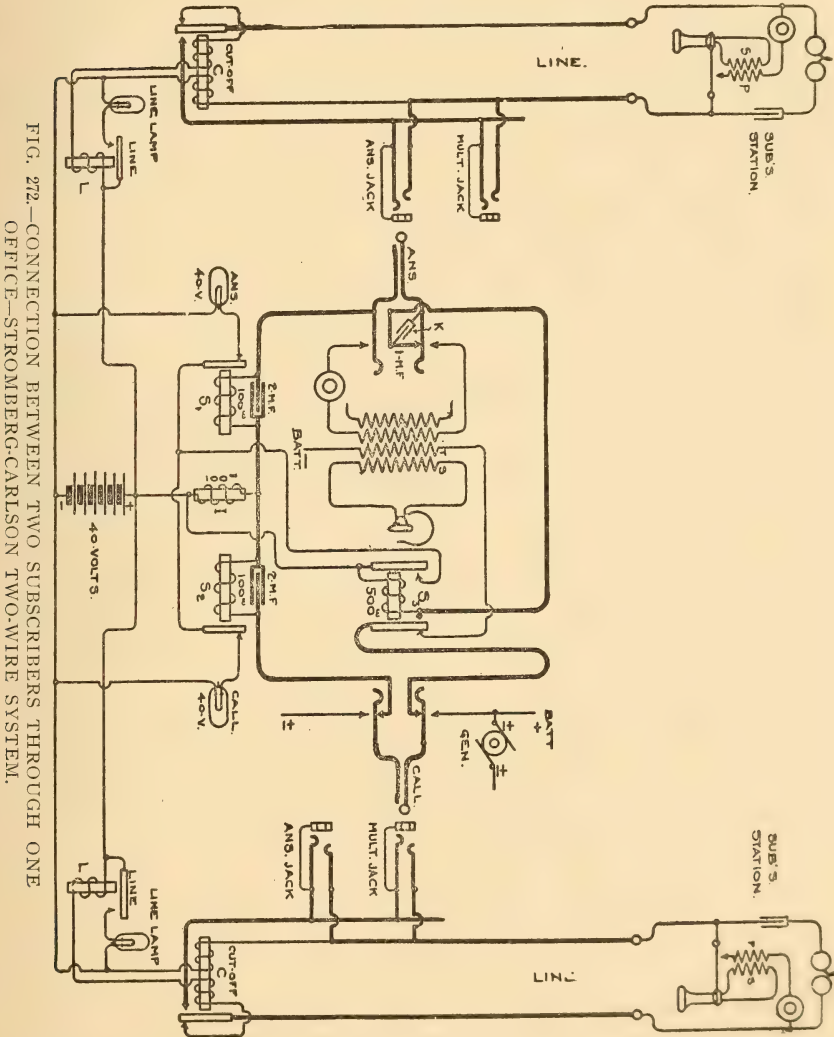 SUB'S
STATION.
S
P
LINE.
MULT. JACK
ANS. JACK
CUT-OFF
C
LINE LAMP
LINE
L
ANS.
K
1-M.F
BATT
T S
ANS.
40-V.
S₁
100ω
2-M.F.
I
100
S₂
100ω
2-M.F
S₃
500ω
40-VOLTS.
CALL.
40-V.
BATT
GEN.
CALL.
MULT. JACK
ANS. JACK
SUB'S
STATION.
P
S
LINE
CUT-OFF
C
LINE LAMP
LINE
L
FIG. 272.—CONNECTION BETWEEN TWO SUBSCRIBERS THROUGH ONE
OFFICE—STROMBERG-CARLSON TWO-WIRE SYSTEM.